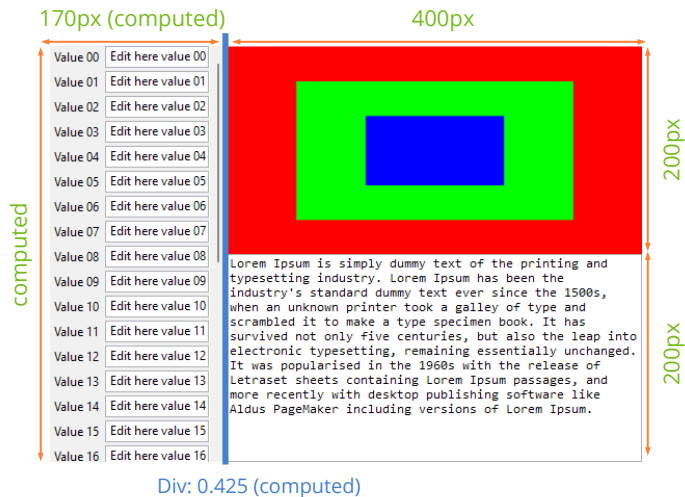 170px (computed)
400px
Value 00 Edit here value 00
Value 01 Edit here value 01
Value 02 Edit here value 02
Value 03 Edit here value 03
Value 04 Edit here value 04
Value 05 Edit here value 05
Value 06 Edit here value 06
Value 07 Edit here value 07
Value 08 Edit here value 08
Value 09 Edit here value 09
Value 10 Edit here value 10
Value 11 Edit here value 11
Value 12 Edit here value 12
Value 13 Edit here value 13
Value 14 Edit here value 14
Value 15 Edit here value 15
Value 16 Edit here value 16
computed
200px
Lorem Ipsum is simply dummy text of the printing and
typesetting industry. Lorem Ipsum has been the
industry's standard dummy text ever since the 1500s,
when an unknown printer took a galley of type and
scrambled it to make a type specimen book. It has
survived not only five centuries, but also the leap into
electronic typesetting, remaining essentially unchanged.
It was popularised in the 1960s with the release of
Letraset sheets containing Lorem Ipsum passages, and
more recently with desktop publishing software like
Aldus PageMaker including versions of Lorem Ipsum.
200px
Div: 0.425 (computed)